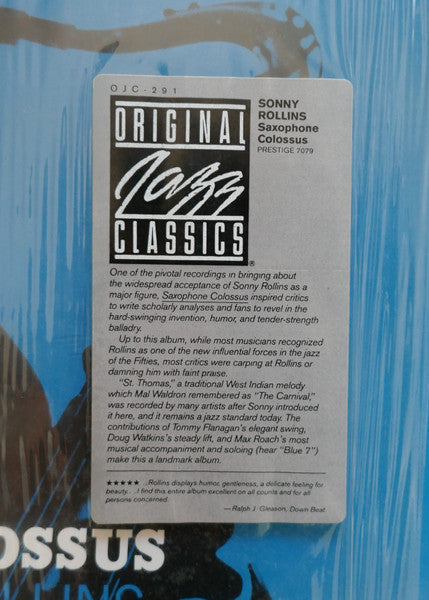 OJC-291
ORIGINAL
Jazz
CLASSICS
®
SONNY
ROLLINS
Saxophone
Colossus
PRESTIGE 7079
One of the pivotal recordings in bringing about
the widespread acceptance of Sonny Rollins as a
major figure, Saxophone Colossus inspired critics
to write scholarly analyses and fans to revel in the
hard-swinging invention, humor, and tender-strength
balladry.
Up to this album, while most musicians recognized
Rollins as one of the new influential forces in the jazz
of the Fifties, most critics were carping at Rollins or
damning him with faint praise.
"St. Thomas," a traditional West Indian melody
which Mal Waldron remembered as "The Carnival,"
was recorded by many artists after Sonny introduced
it here, and it remains a jazz standard today. The
contributions of Tommy Flanagan's elegant swing,
Doug Watkins's steady lift, and Max Roach's most
musical accompaniment and soloing (hear "Blue 7")
make this a landmark album.
★★★★★ ...Rollins displays humor, gentleness, a delicate feeling for
beauty. . .I find this entire album excellent on all counts and for all
persons concerned.
—Ralph J. Gleason, Down Beat
OSSUS
LLINS